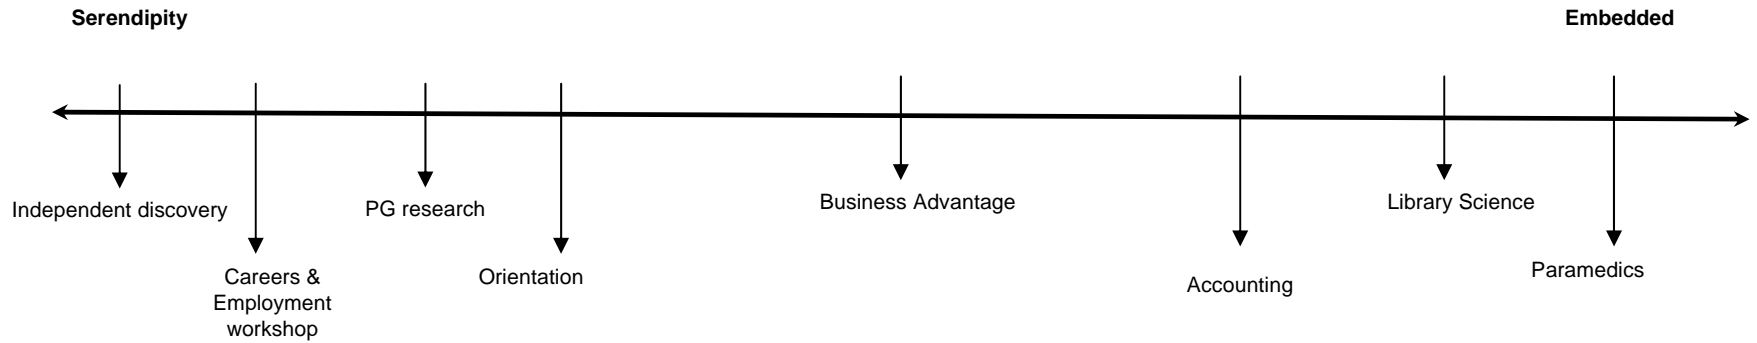 Serendipity
Embedded
Independent discovery
Careers &
Employment
workshop
PG research
Orientation
Business Advantage
Accounting
Library Science
Paramedics